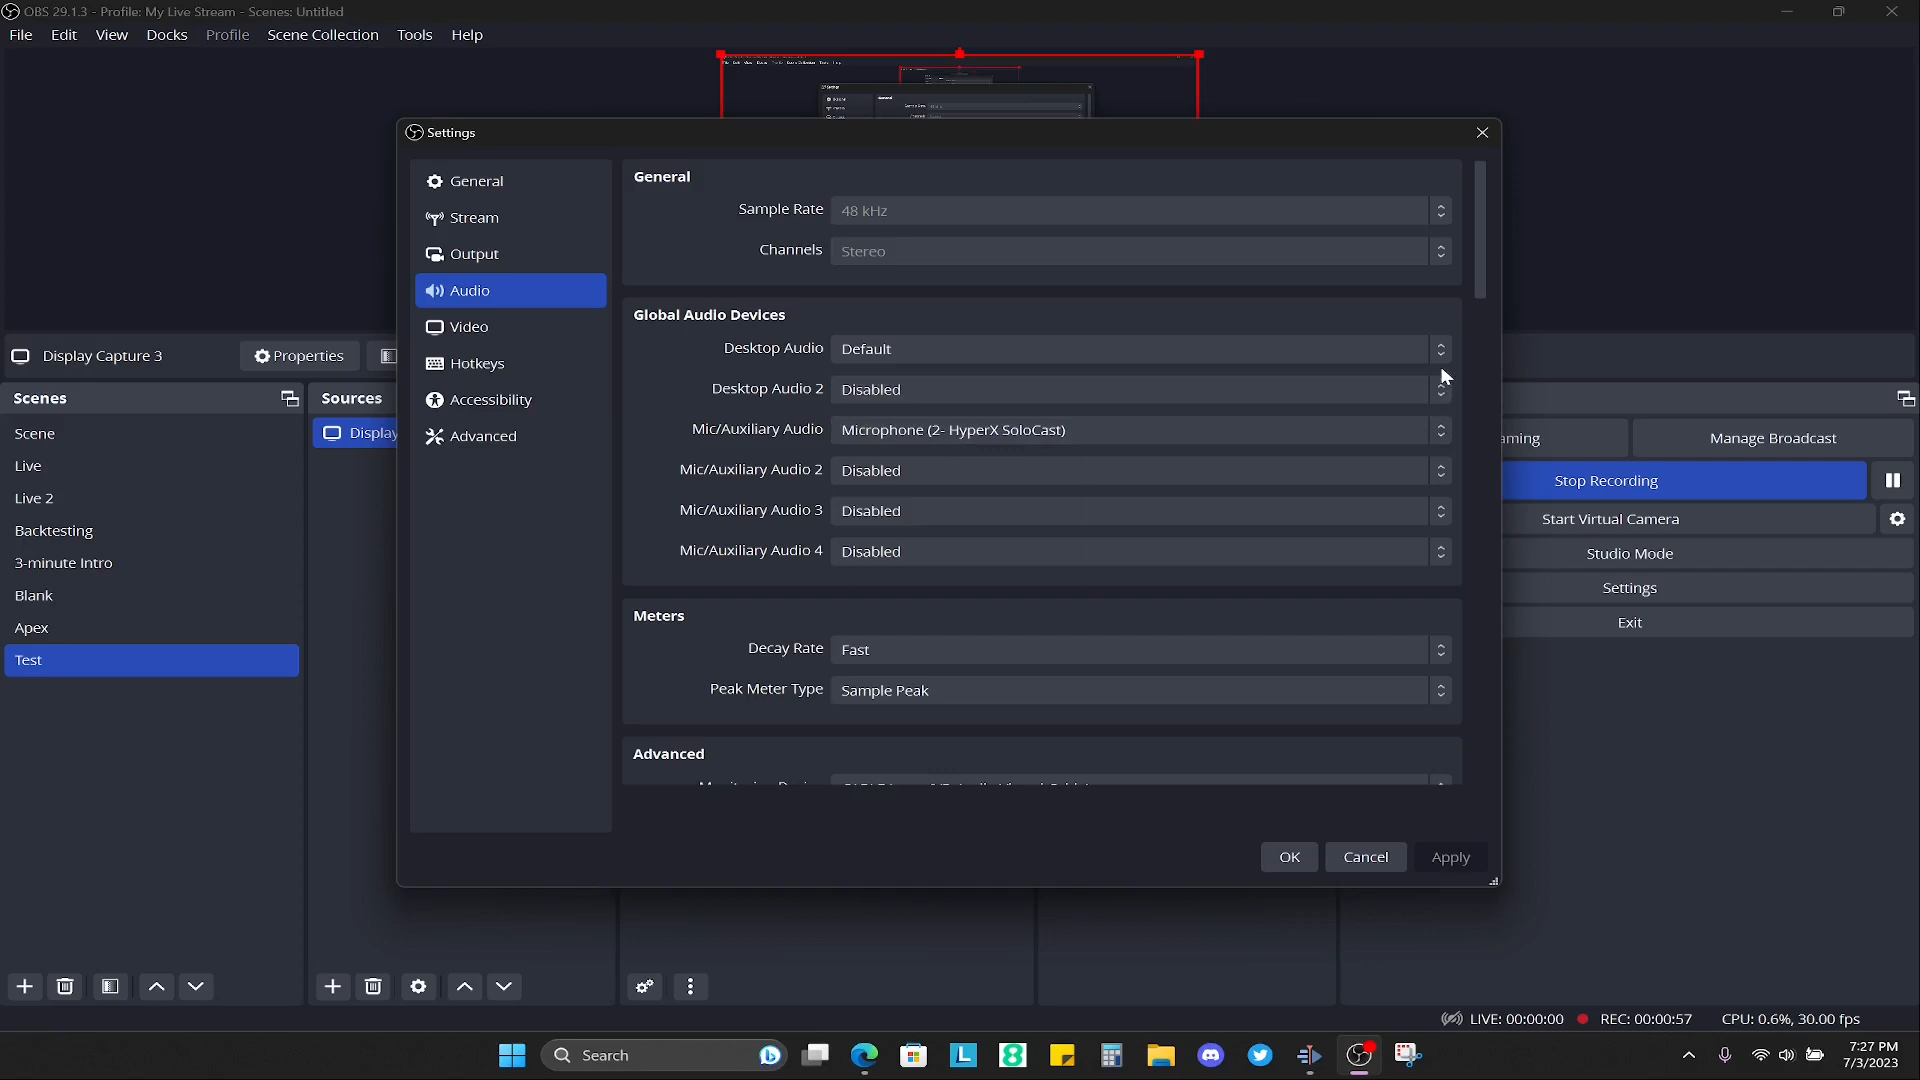 OBS 29.1.3 - Profile: My Live Stream - Scenes: Untitled
File Edit View Docks Profile Scene Collection Tools Help
Settings
General
Stream
Output
Audio
Video
Hotkeys
Accessibility
Advanced
General
Sample Rate 48 kHz
Channels Stereo
Global Audio Devices
Desktop Audio Default
Desktop Audio 2 Disabled
Mic/Auxiliary Audio Microphone (2- HyperX SoloCast)
Mic/Auxiliary Audio 2 Disabled
Mic/Auxiliary Audio 3 Disabled
Mic/Auxiliary Audio 4 Disabled
Meters
Decay Rate Fast
Peak Meter Type Sample Peak
Advanced
OK Cancel Apply
Display Capture 3 Properties
Scenes
Scene
Live
Live 2
Backtesting
3-minute Intro
Blank
Apex
Test
Sources
Display
aming Manage Broadcast
Stop Recording
Start Virtual Camera
Studio Mode
Settings
Exit
LIVE: 00:00:00 REC: 00:00:57 CPU: 0.6%, 30.00 fps
Search
7:27 PM
7/3/2023